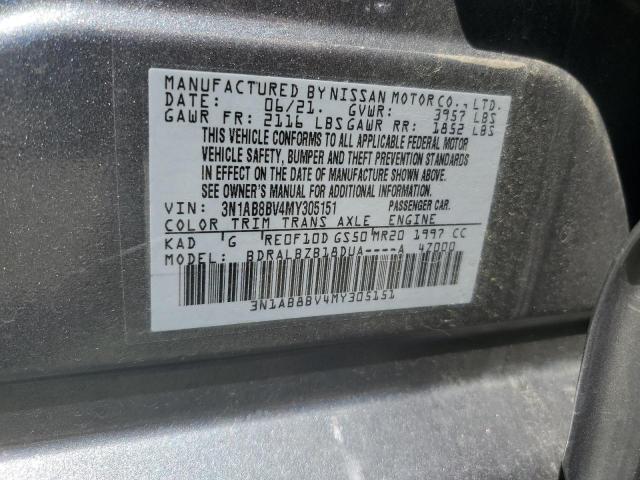 MANUFACTURED BY NISSAN MOTOR CO., LTD.
DATE: 06/21. GVWR: 3957 LBS
GAWR FR: 2116 LBS GAWR RR: 1852 LBS
THIS VEHICLE CONFORMS TO ALL APPLICABLE FEDERAL MOTOR
VEHICLE SAFETY, BUMPER AND THEFT PREVENTION STANDARDS
IN EFFECT ON THE DATE OF MANUFACTURE SHOWN ABOVE.
SEE OWNER'S MANUAL FOR ADDITIONAL INFORMATION.
VIN: 3N1AB8BV4MY305151 PASSENGER CAR.
COLOR TRIM TRANS AXLE ENGINE
KAD G RE0F10D GS50 MR20 1997 CC
MODEL: BDRALBZB18DUA----A 47000
3N1AB8BV4MY305151